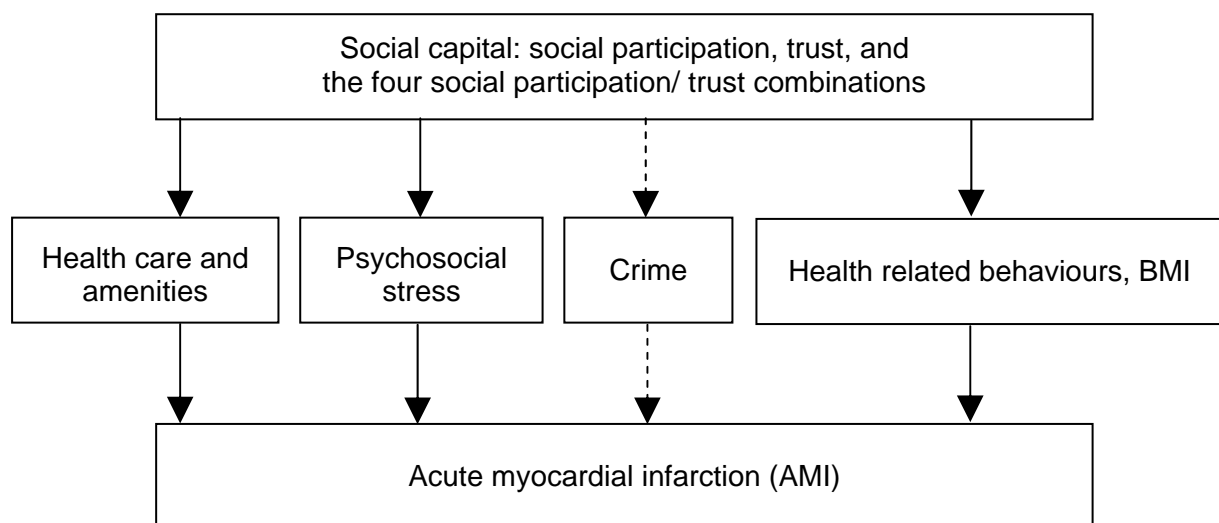 Social capital: social participation, trust, and
the four social participation/ trust combinations
Health care and
amenities
Psychosocial
stress
Crime
Health related behaviours, BMI
Acute myocardial infarction (AMI)